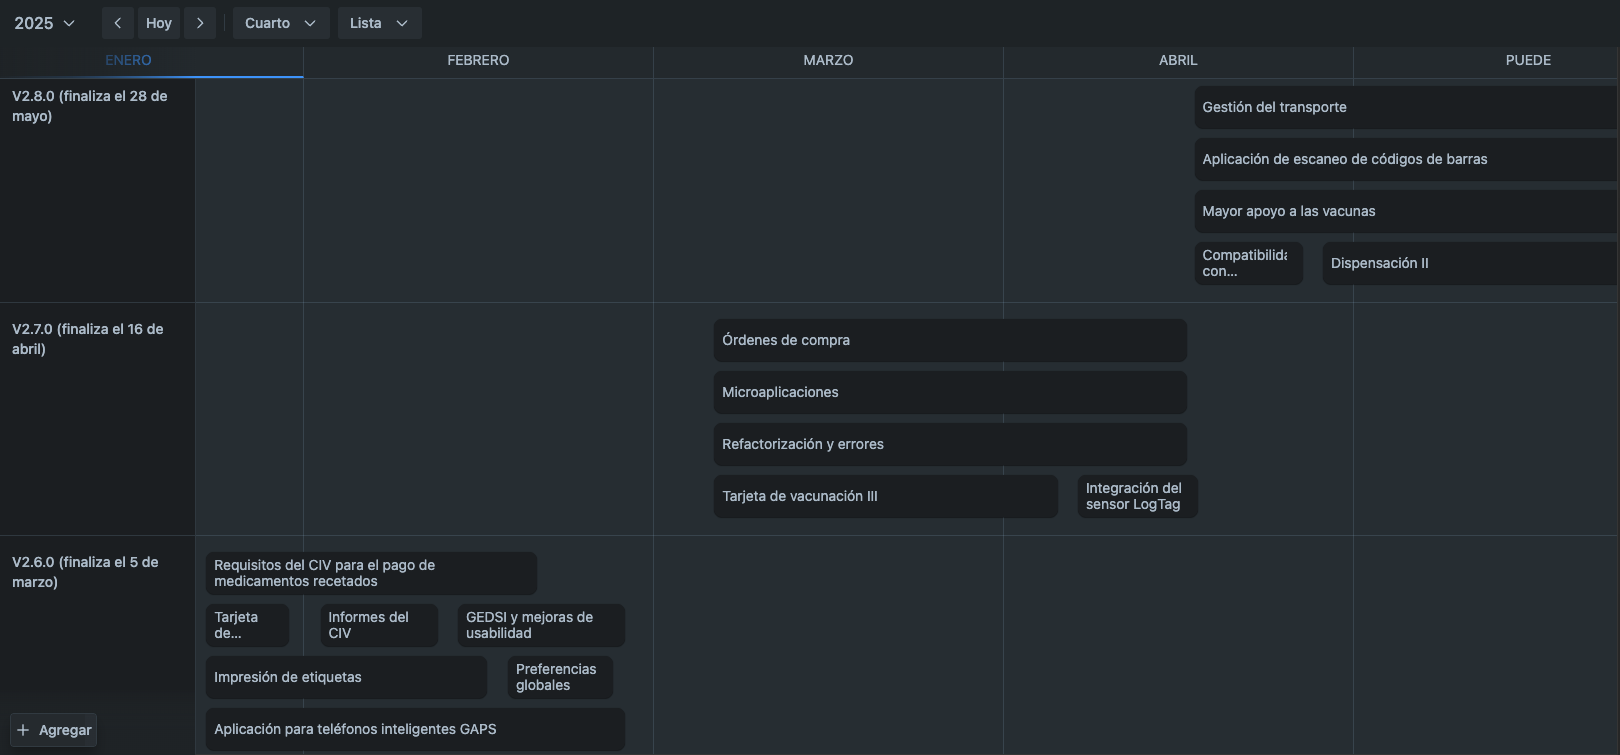 2025
Hoy
Cuarto
Lista
ENERO
FEBRERO
MARZO
ABRIL
PUEDE
V2.8.0 (finaliza el 28 de
mayo)
Gestión del transporte
Aplicación de escaneo de códigos de barras
Mayor apoyo a las vacunas
Compatibilida
con...
Dispensación II
V2.7.0 (finaliza el 16 de
abril)
Órdenes de compra
Microaplicaciones
Refactorización y errores
Tarjeta de vacunación III
Integración del
sensor LogTag
V2.6.0 (finaliza el 5 de
marzo)
Requisitos del CIV para el pago de
medicamentos recetados
Tarjeta
de...
Informes del
CIV
GEDSI y mejoras de
usabilidad
Impresión de etiquetas
Preferencias
globales
Aplicación para teléfonos inteligentes GAPS
+ Agregar